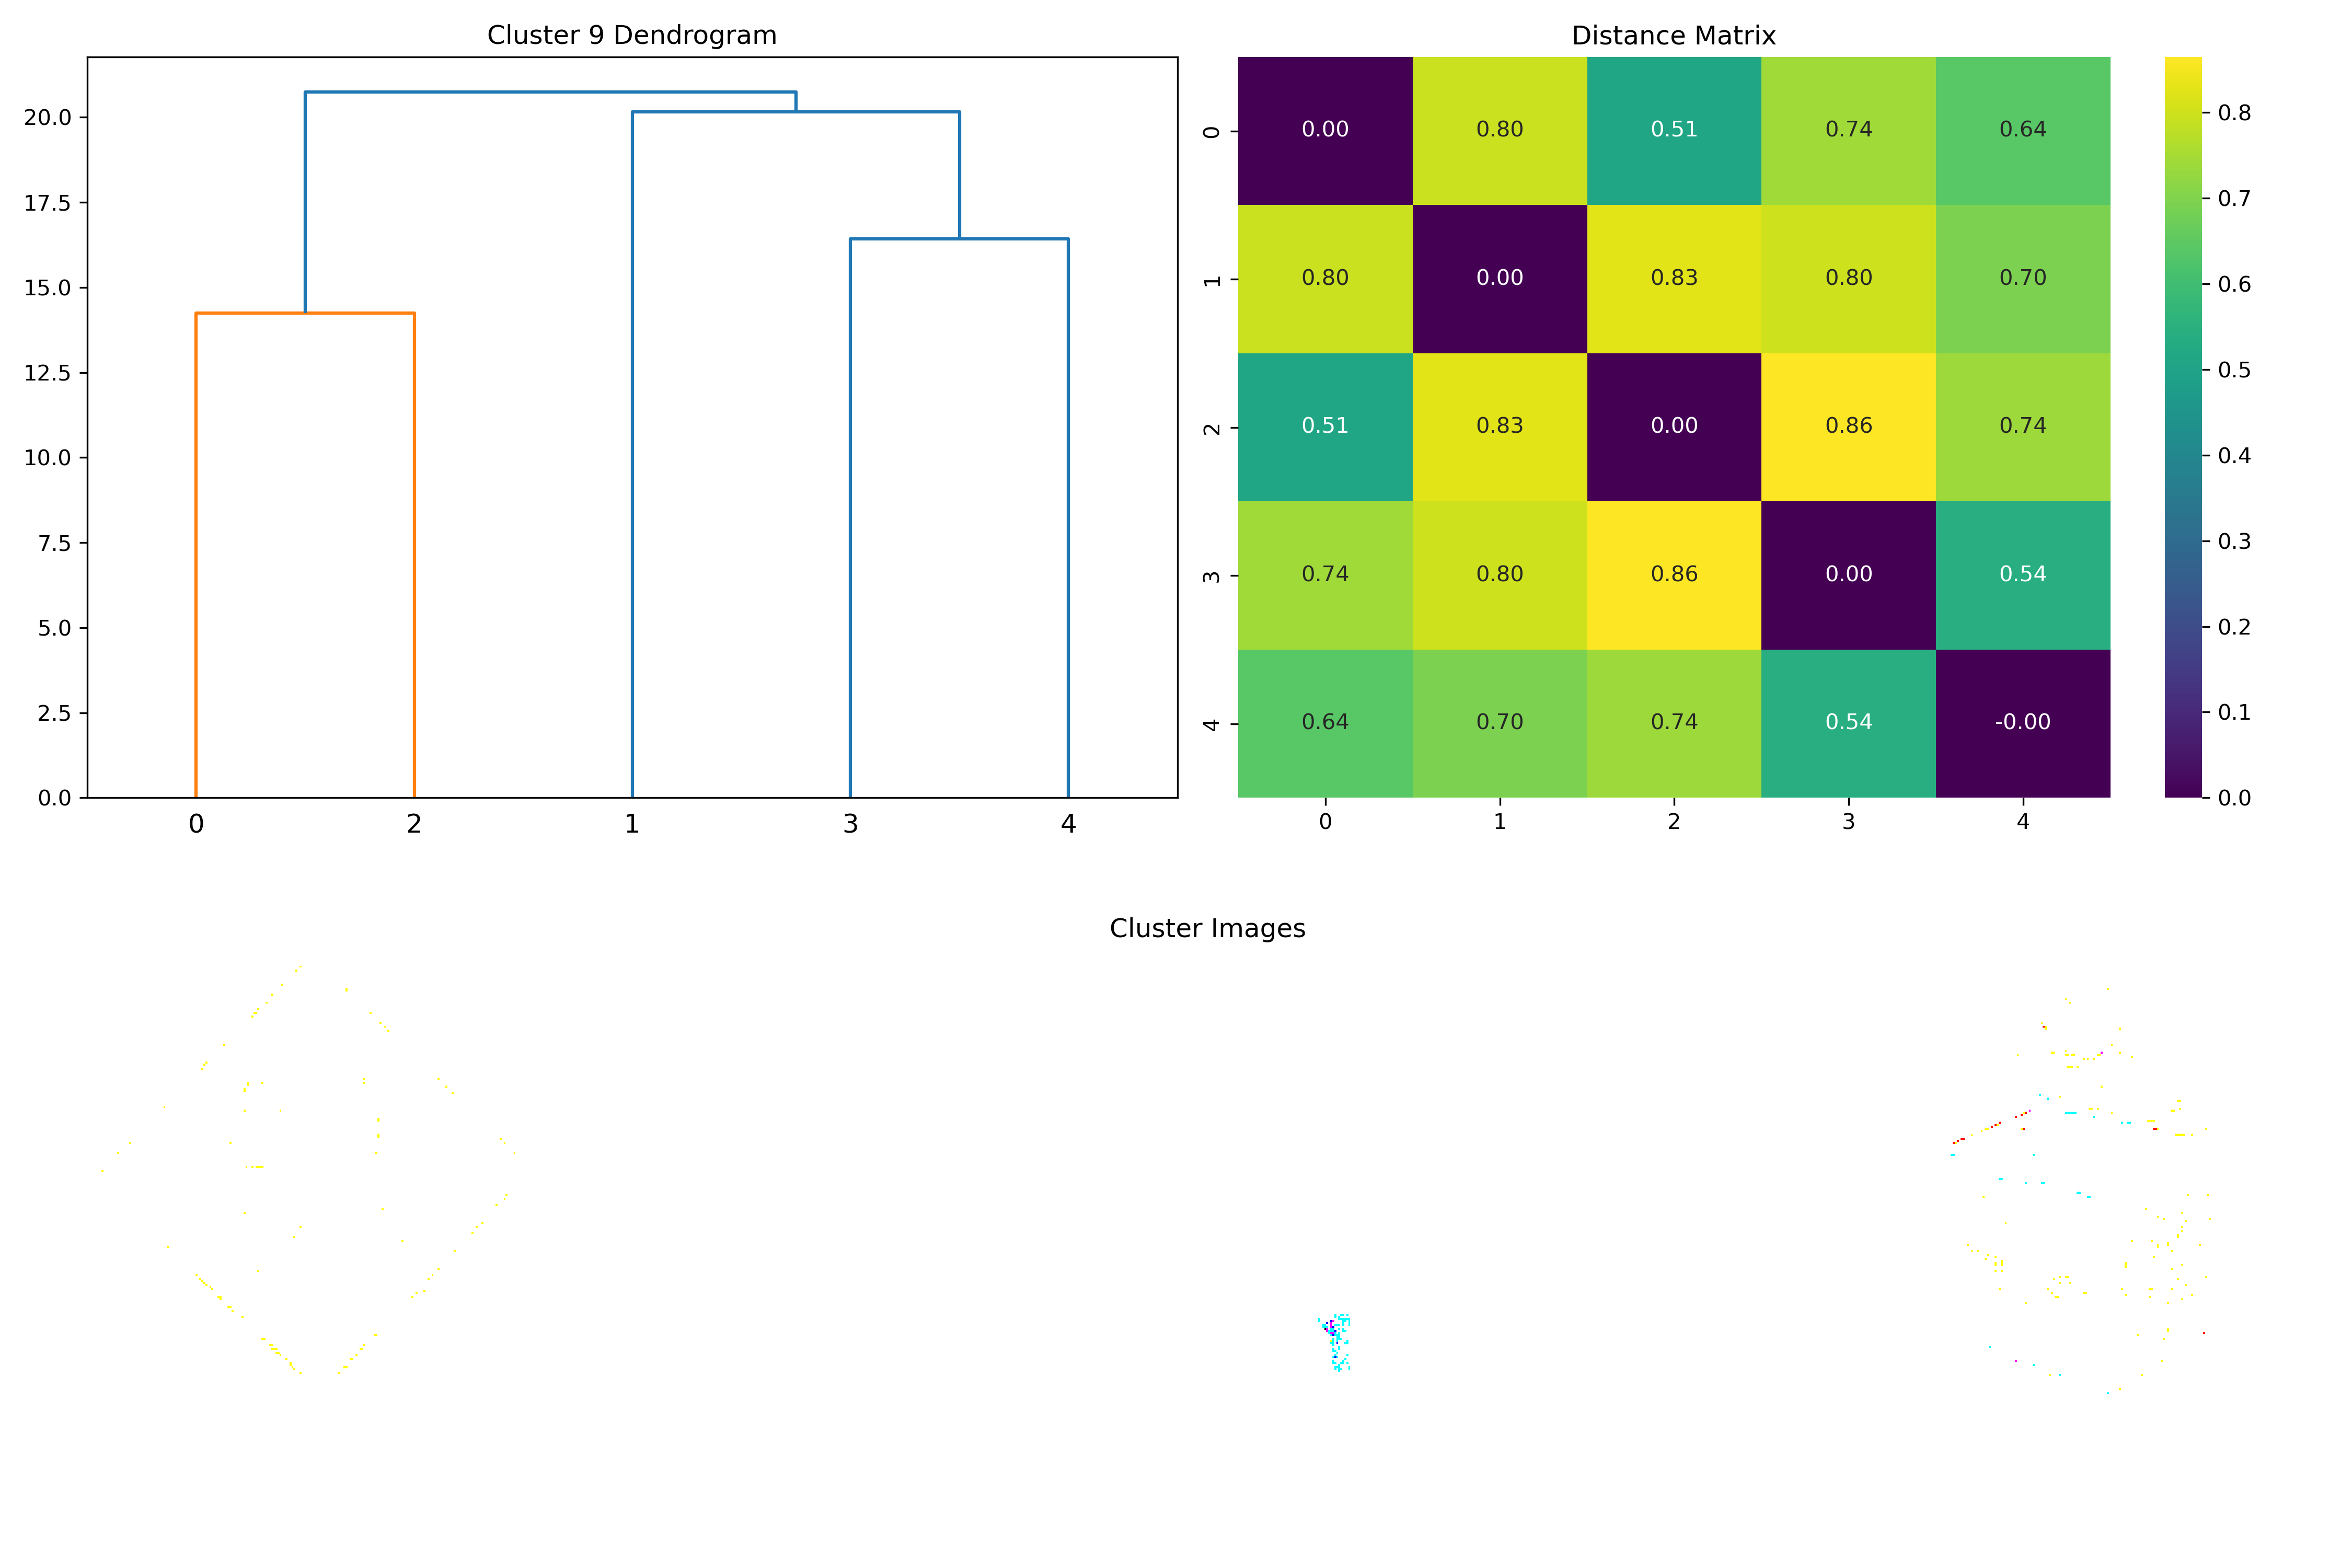 Cluster 9 Dendrogram
20.0
17.5
15.0
12.5
10.0
7.5
5.0
2.5
0.0
0 2 1 3 4
Distance Matrix
0 0.00 0.80 0.51 0.74 0.64
1 0.80 0.00 0.83 0.80 0.70
2 0.51 0.83 0.00 0.86 0.74
3 0.74 0.80 0.86 0.00 0.54
4 0.64 0.70 0.74 0.54 -0.00
0 1 2 3 4
0.8
0.7
0.6
0.5
0.4
0.3
0.2
0.1
0.0
Cluster Images